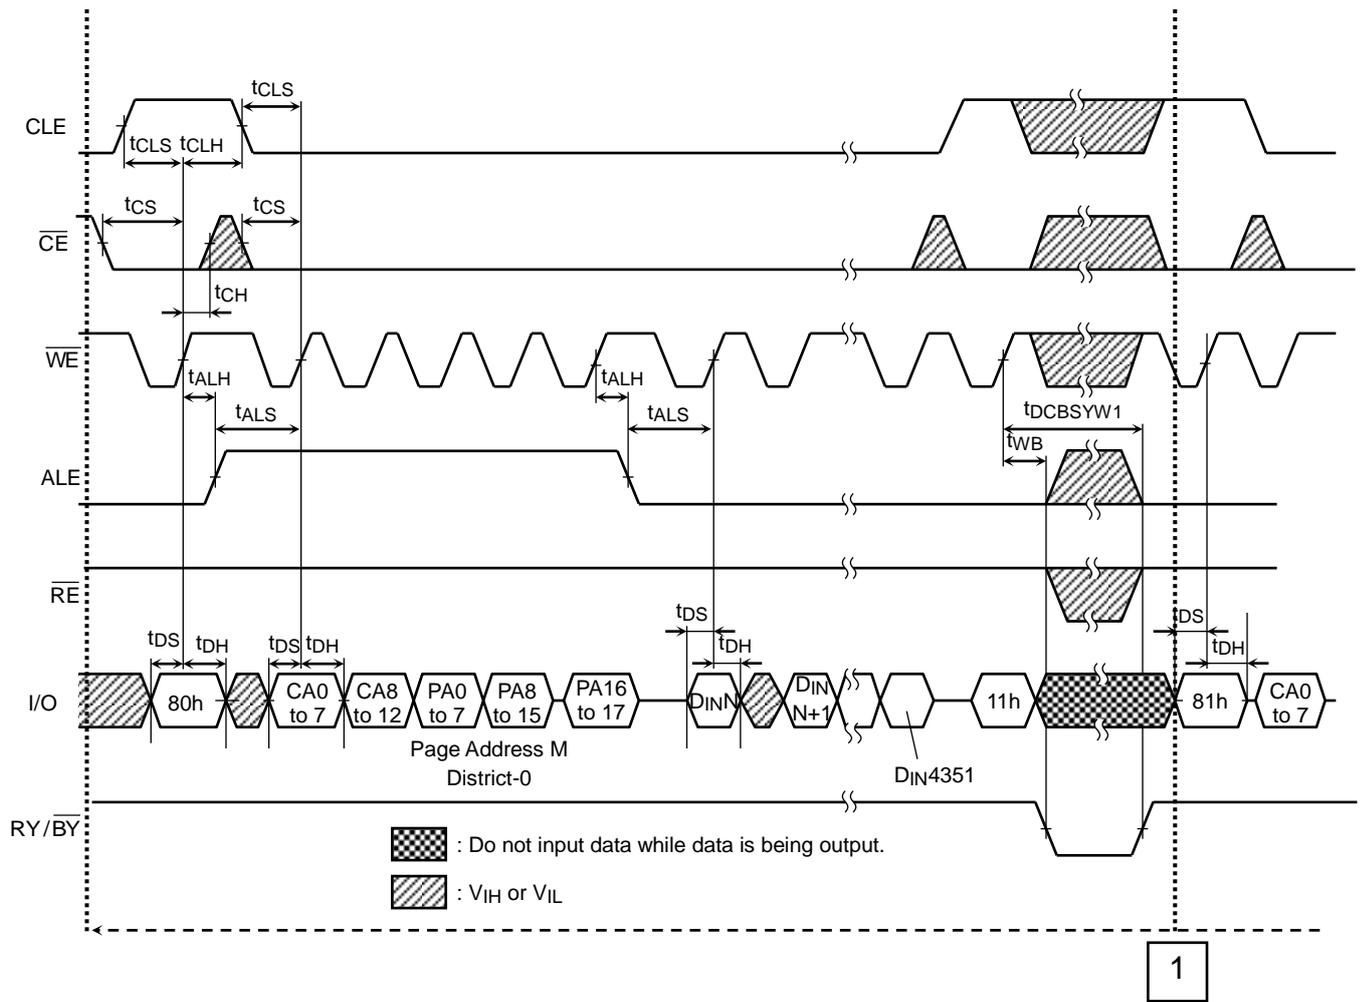 tCLS
CLE
tCLS tCLH
tCS tCS
CE
tCH
WE
tALH tALH
tALS tALS tDCBSYW1
tWB
ALE
RE
tDS tDH tDS tDH tDS tDH tDS tDH
I/O
80h
CA0 to 7
CA8 to 12
PA0 to 7
PA8 to 15
PA16 to 17
DINN
DIN N+1
11h
81h
CA0 to 7
Page Address M
District-0
DIN4351
RY/BY
: Do not input data while data is being output.
: VIH or VIL
1